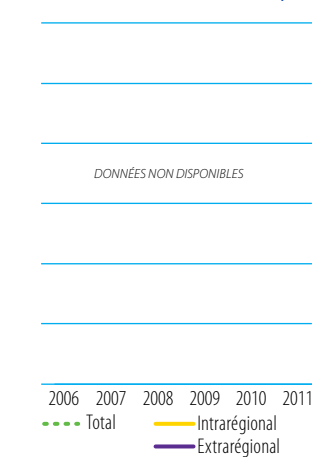 DONNÉES NON DISPONIBLES
2006 2007 2008 2009 2010 2011
Total Intrarégional
Extrarégional